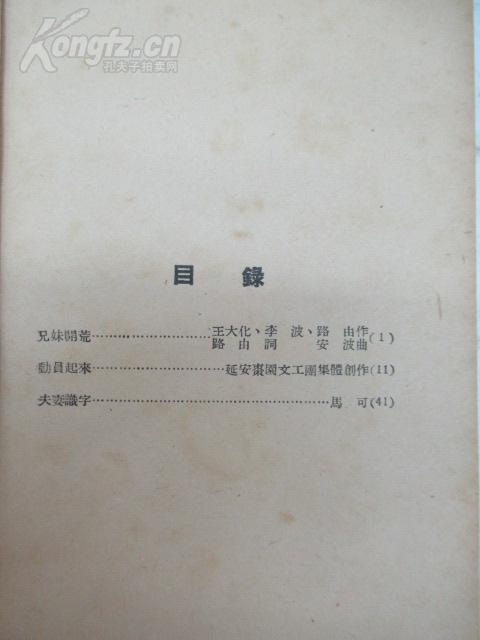 Kongfz.cn
孔夫子拍卖网
目錄
兄妹開荒……………………王大化、李波、路由作
路由詞 安波曲(1)
動員起來……………………延安棗園文工團集體創作(11)
夫妻識字……………………………………馬可(41)